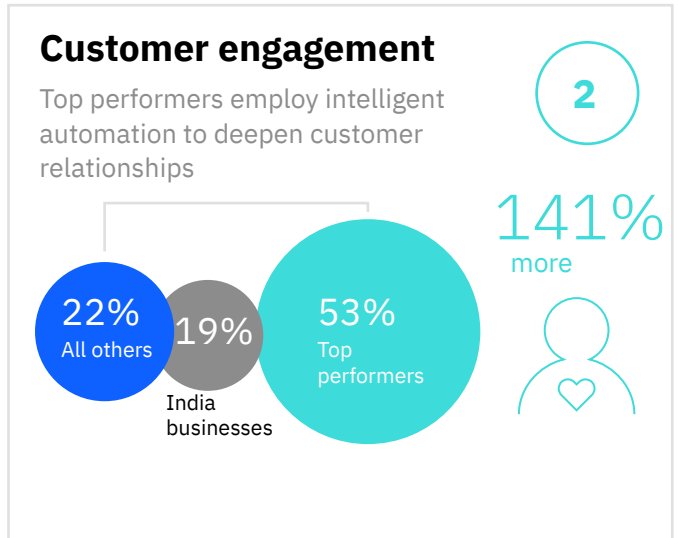 Customer engagement
Top performers employ intelligent
automation to deepen customer
relationships
2
141%
more
22%
All others
19%
India
businesses
53%
Top
performers